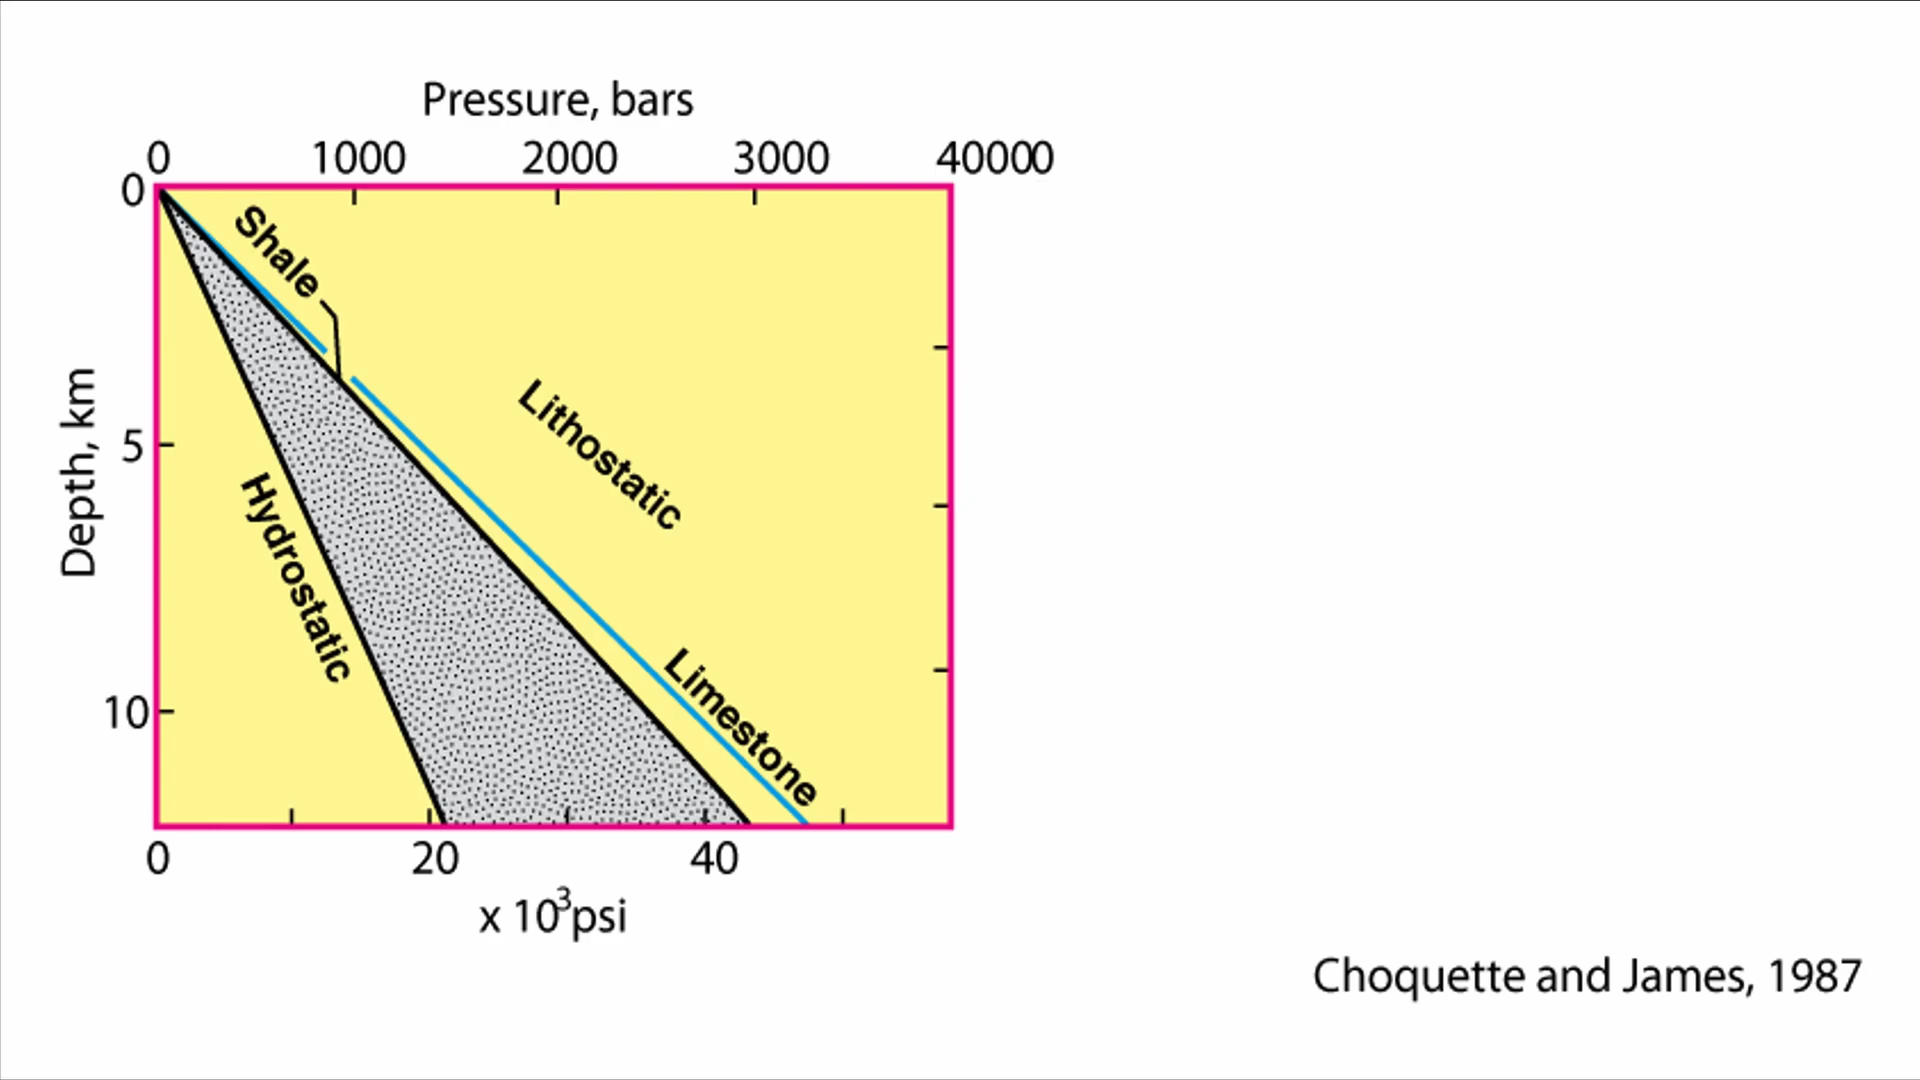 Pressure, bars
0 1000 2000 3000 40000
0
Shale
Lithostatic
Depth, km
5
Hydrostatic
Limestone
10
0 20 40
x 10³psi
Choquette and James, 1987